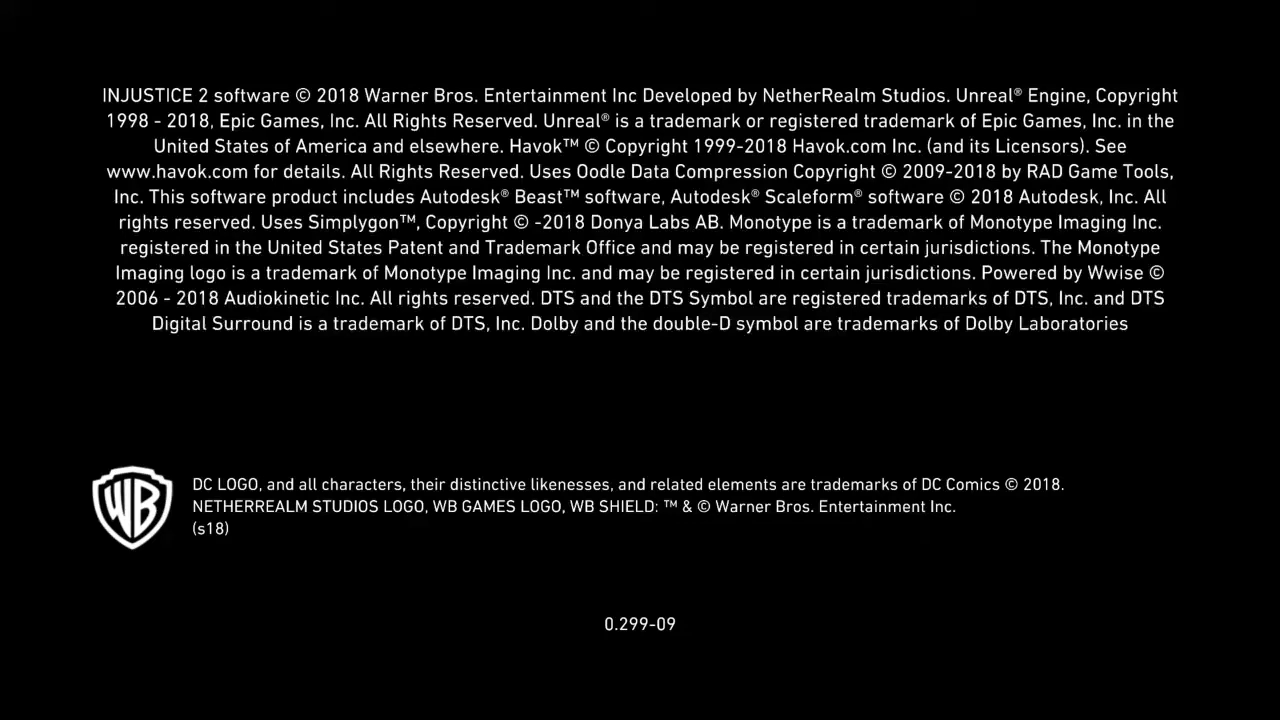 INJUSTICE 2 software © 2018 Warner Bros. Entertainment Inc Developed by NetherRealm Studios. Unreal® Engine, Copyright
1998 - 2018, Epic Games, Inc. All Rights Reserved. Unreal® is a trademark or registered trademark of Epic Games, Inc. in the
United States of America and elsewhere. Havok™ © Copyright 1999-2018 Havok.com Inc. (and its Licensors). See
www.havok.com for details. All Rights Reserved. Uses Oodle Data Compression Copyright © 2009-2018 by RAD Game Tools,
Inc. This software product includes Autodesk® Beast™ software, Autodesk® Scaleform® software © 2018 Autodesk, Inc. All
rights reserved. Uses Simplygon™, Copyright © -2018 Donya Labs AB. Monotype is a trademark of Monotype Imaging Inc.
registered in the United States Patent and Trademark Office and may be registered in certain jurisdictions. The Monotype
Imaging logo is a trademark of Monotype Imaging Inc. and may be registered in certain jurisdictions. Powered by Wwise ©
2006 - 2018 Audiokinetic Inc. All rights reserved. DTS and the DTS Symbol are registered trademarks of DTS, Inc. and DTS
Digital Surround is a trademark of DTS, Inc. Dolby and the double-D symbol are trademarks of Dolby Laboratories
WB
DC LOGO, and all characters, their distinctive likenesses, and related elements are trademarks of DC Comics © 2018.
NETHERREALM STUDIOS LOGO, WB GAMES LOGO, WB SHIELD: ™ & © Warner Bros. Entertainment Inc.
(s18)
0.299-09